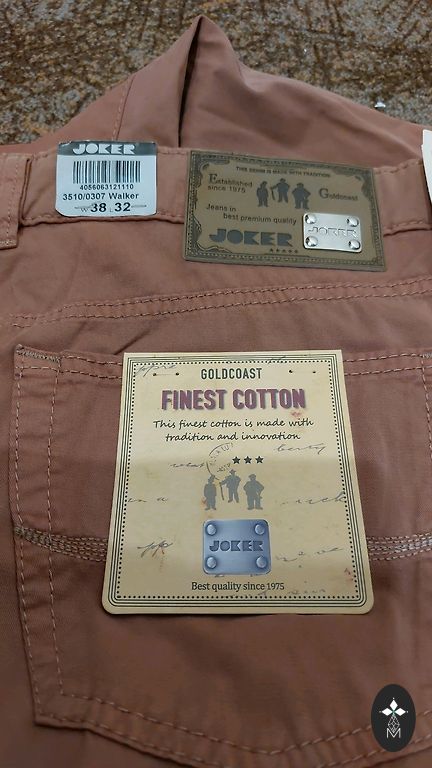 JOKER
4056063121110
3510/0307 Walker
W 38 L 32
THIS DENIM IS MADE WITH TRADITION
Established
since 1975
Goldcoast
Jeans in
best premium quality
JOKER
JOKER
GOLDCOAST
FINEST COTTON
This finest cotton is made with
tradition and innovation
JOKER
Best quality since 1975
M